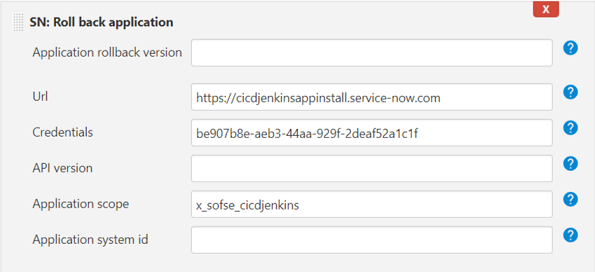 SN: Roll back application
X
Application rollback version
?
Url
https://cicdjenkinsappinstall.service-now.com
?
Credentials
be907b8e-aeb3-44aa-929f-2deaf52a1c1f
?
API version
?
Application scope
x_sofse_cicdjenkins
?
Application system id
?